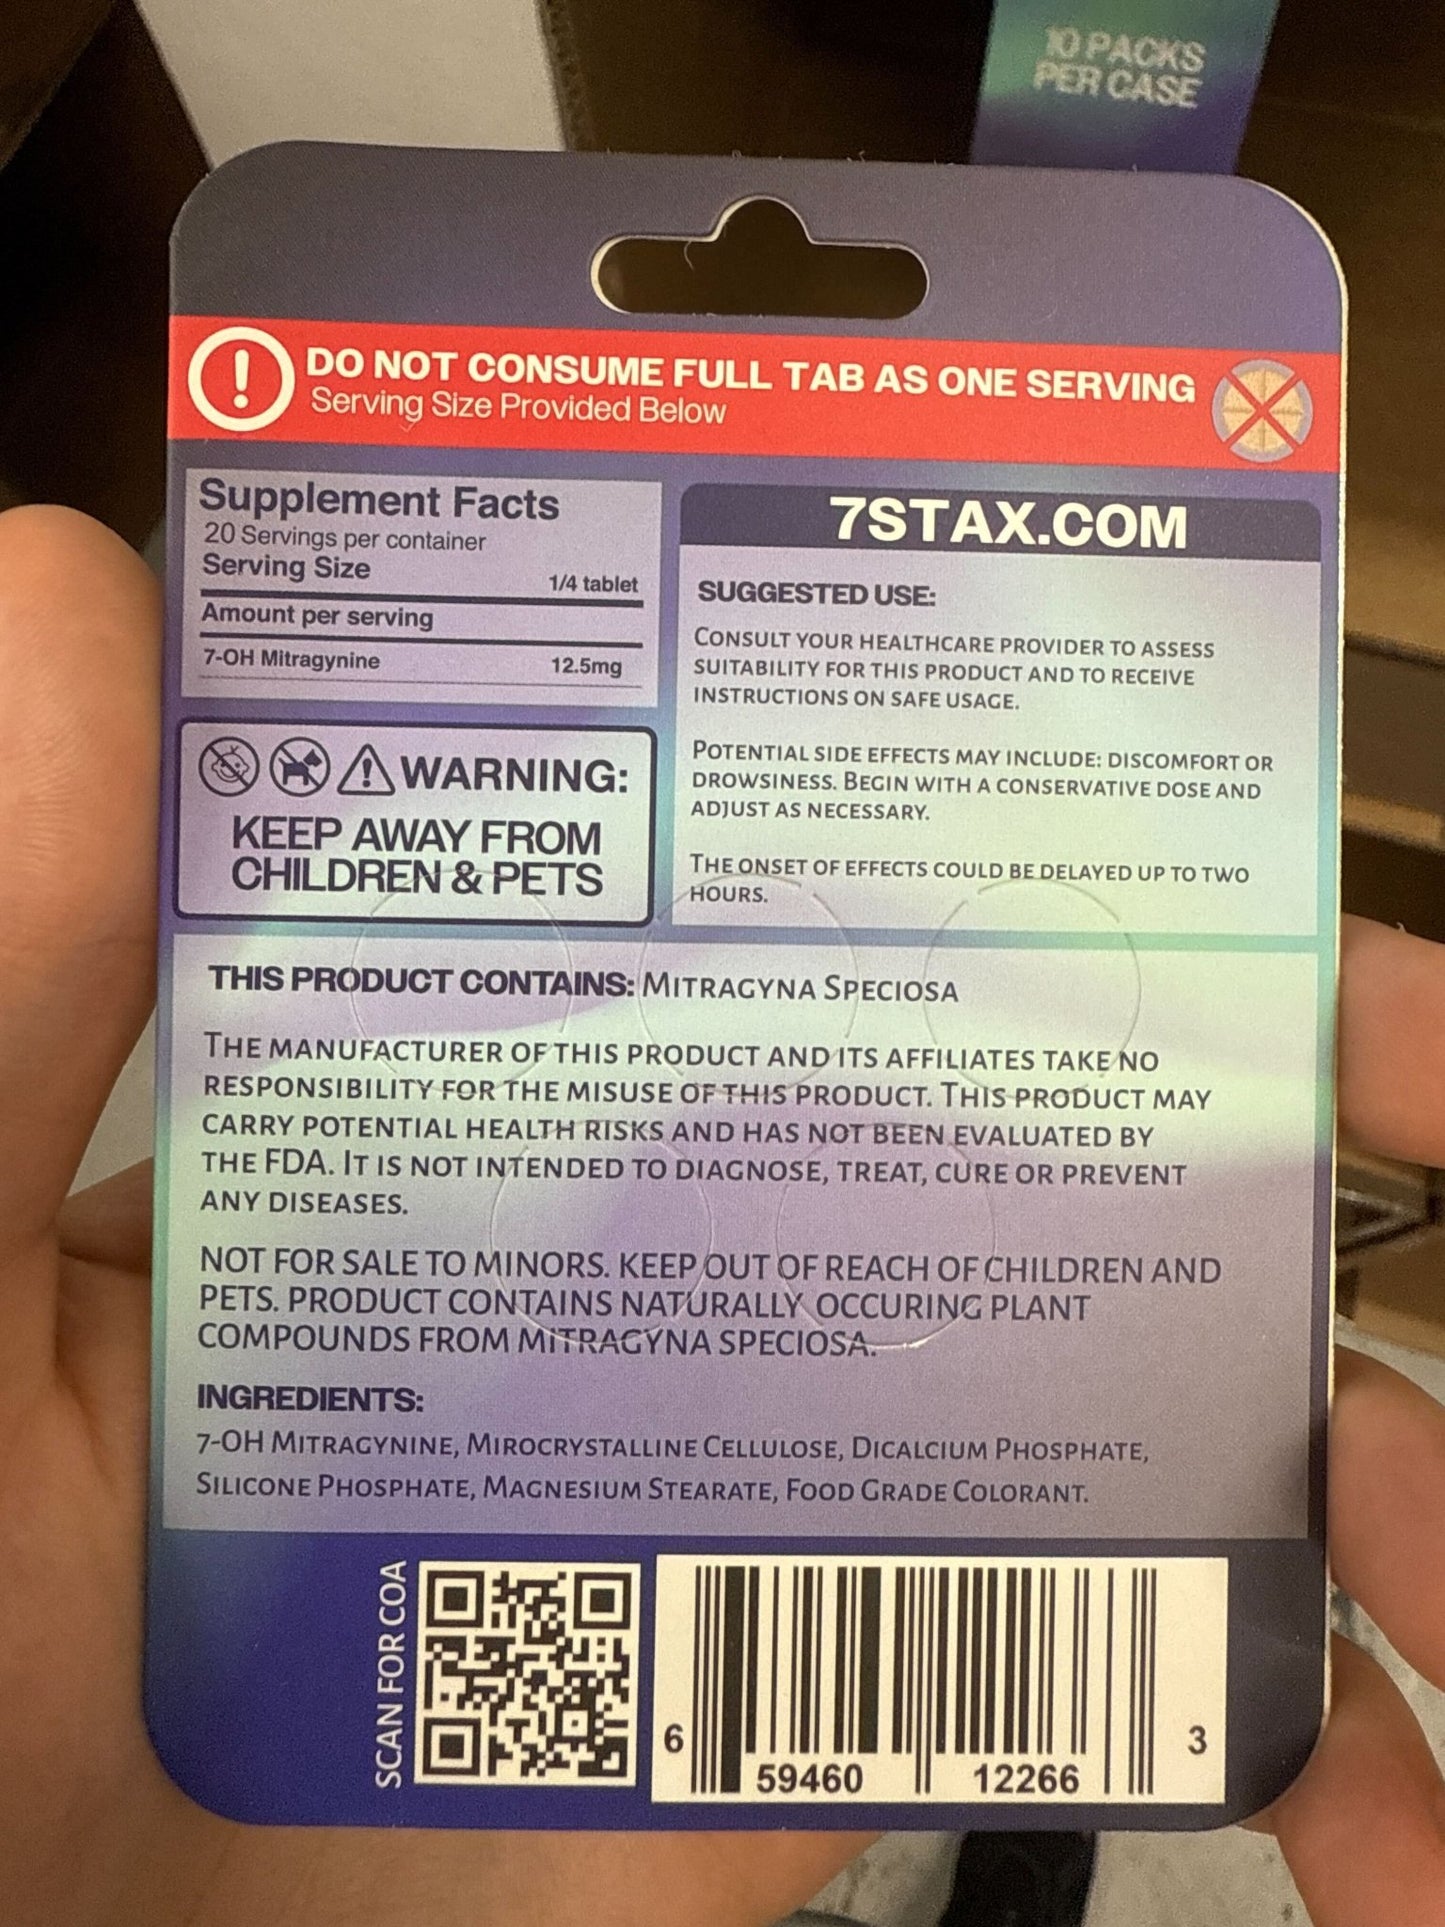 10 PACKS
PER CASE
DO NOT CONSUME FULL TAB AS ONE SERVING
Serving Size Provided Below
Supplement Facts
20 Servings per container
Serving Size 1/4 tablet
Amount per serving
7-OH Mitragynine 12.5mg
WARNING:
KEEP AWAY FROM
CHILDREN & PETS
7STAX.COM
SUGGESTED USE:
CONSULT YOUR HEALTHCARE PROVIDER TO ASSESS
SUITABILITY FOR THIS PRODUCT AND TO RECEIVE
INSTRUCTIONS ON SAFE USAGE.
POTENTIAL SIDE EFFECTS MAY INCLUDE: DISCOMFORT OR
DROWSINESS. BEGIN WITH A CONSERVATIVE DOSE AND
ADJUST AS NECESSARY.
THE ONSET OF EFFECTS COULD BE DELAYED UP TO TWO
HOURS.
THIS PRODUCT CONTAINS: MITRAGYNA SPECIOSA
THE MANUFACTURER OF THIS PRODUCT AND ITS AFFILIATES TAKE NO
RESPONSIBILITY FOR THE MISUSE OF THIS PRODUCT. THIS PRODUCT MAY
CARRY POTENTIAL HEALTH RISKS AND HAS NOT BEEN EVALUATED BY
THE FDA. IT IS NOT INTENDED TO DIAGNOSE, TREAT, CURE OR PREVENT
ANY DISEASES.
NOT FOR SALE TO MINORS. KEEP OUT OF REACH OF CHILDREN AND
PETS. PRODUCT CONTAINS NATURALLY OCCURING PLANT
COMPOUNDS FROM MITRAGYNA SPECIOSA.
INGREDIENTS:
7-OH MITRAGYNINE, MIROCRYSTALLINE CELLULOSE, DICALCIUM PHOSPHATE,
SILICONE PHOSPHATE, MAGNESIUM STEARATE, FOOD GRADE COLORANT.
SCAN FOR COA
6 59460 12266 3